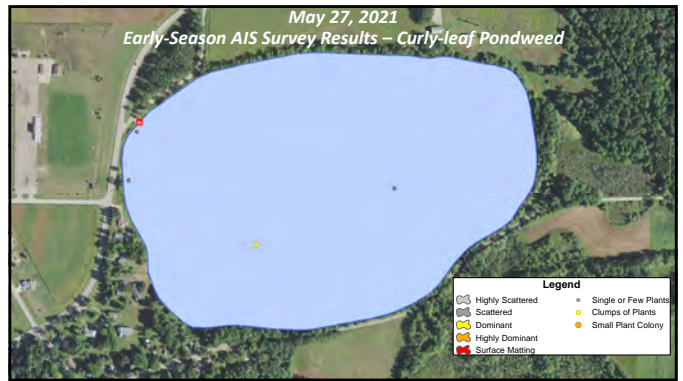 May 27, 2021
Early-Season AIS Survey Results – Curly-leaf Pondweed
Legend
Highly Scattered
Scattered
Dominant
Highly Dominant
Surface Matting
Single or Few Plants
Clumps of Plants
Small Plant Colony